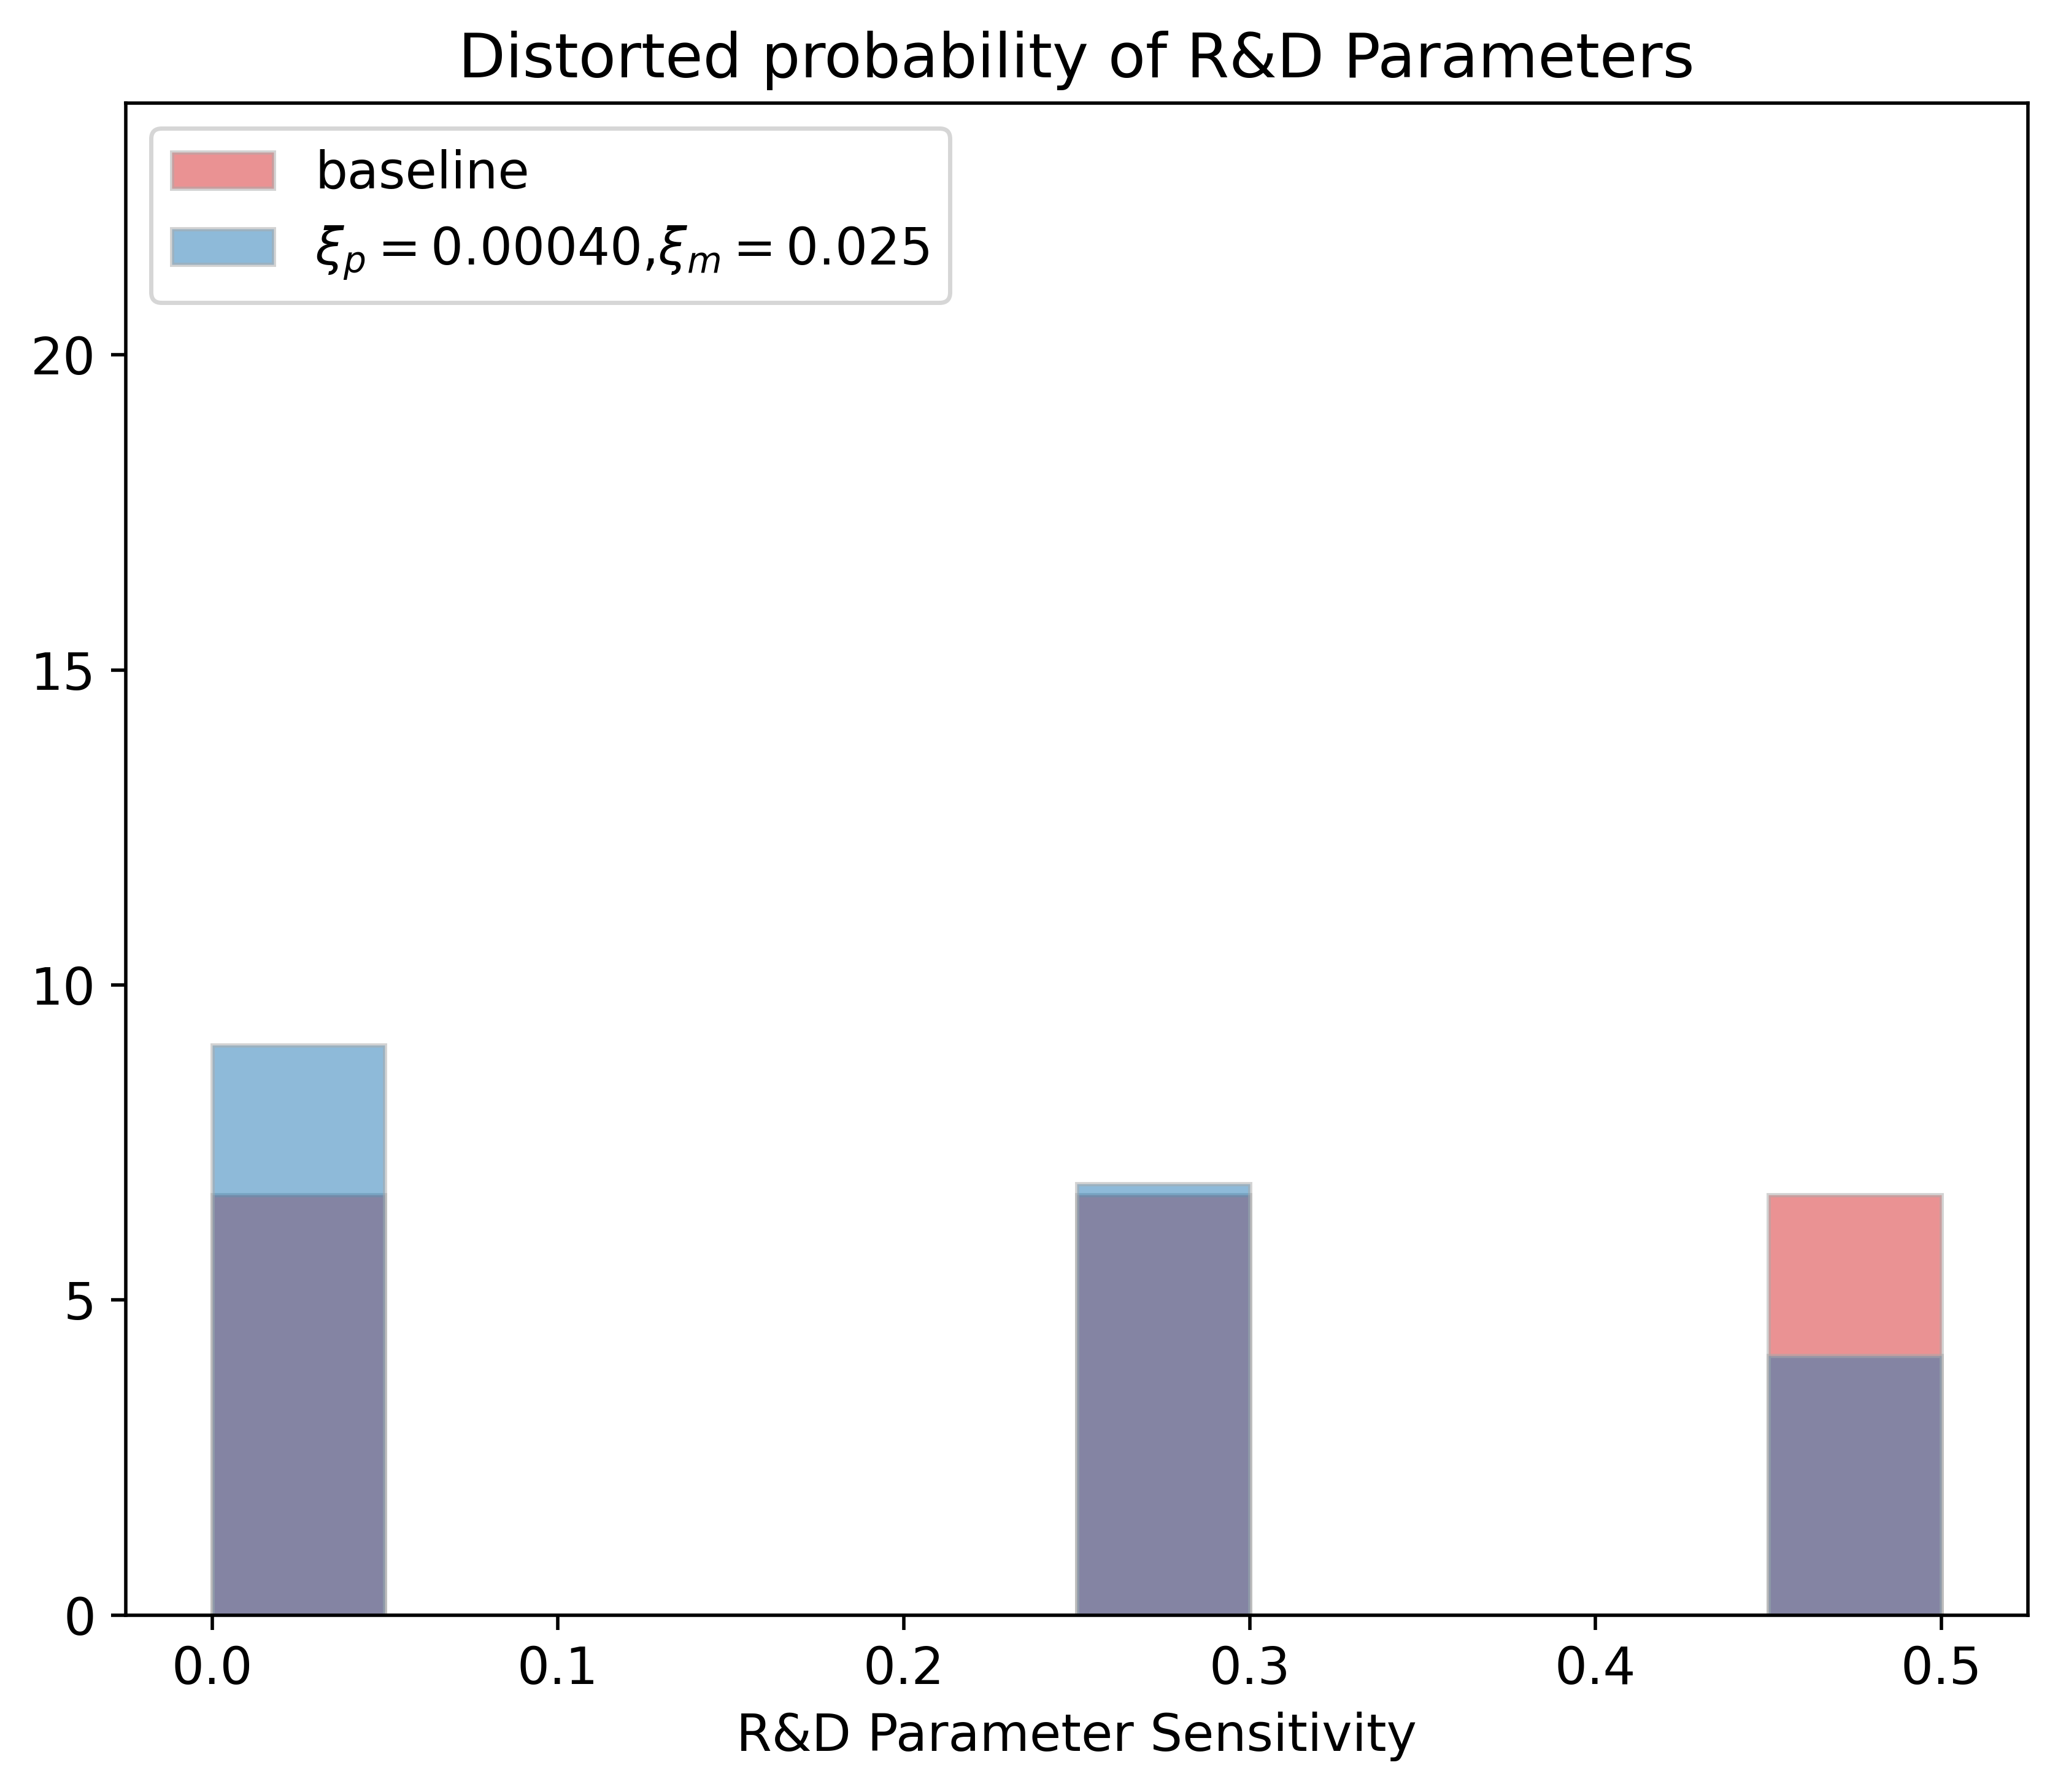 Distorted probability of R&D Parameters
baseline
ξp = 0.00040,ξm = 0.025
20
15
10
5
0
0.0 0.1 0.2 0.3 0.4 0.5
R&D Parameter Sensitivity